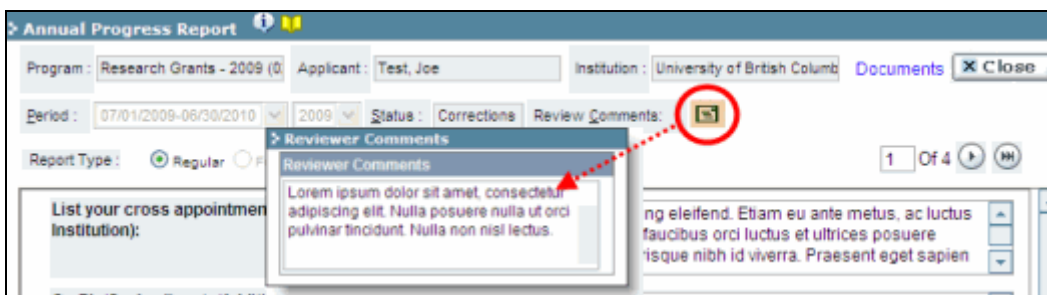 Annual Progress Report
Program : Research Grants - 2009 (0 Applicant : Test, Joe Institution : University of British Columb Documents X Close
Period : 07/01/2009-06/30/2010 2009 Status : Corrections Review Comments:
Reviewer Comments
Report Type : Regular F 1 Of 4
Reviewer Comments
Lorem ipsum dolor sit amet, consectetur
adipiscing elit. Nulla posuere nulla ut orci
pulvinar tincidunt. Nulla non nisl lectus.
List your cross appointmen
Institution):
ng eleifend. Etiam eu ante metus, ac luctus
faucibus orci luctus et ultrices posuere
risque nibh id viverra. Praesent eget sapien